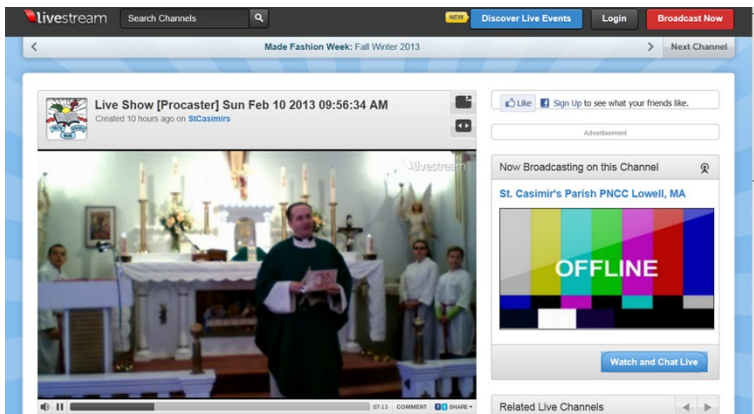 livestream
Search Channels
NEW
Discover Live Events
Login
Broadcast Now
Made Fashion Week: Fall Winter 2013
Next Channel
Live Show [Procaster] Sun Feb 10 2013 09:56:34 AM
Created 10 hours ago on StCasimirs
livestream
Like
Sign Up to see what your friends like.
Advertisement
Now Broadcasting on this Channel
St. Casimir's Parish PNCC Lowell, MA
OFFLINE
Watch and Chat Live
07:13 COMMENT SHARE
Related Live Channels